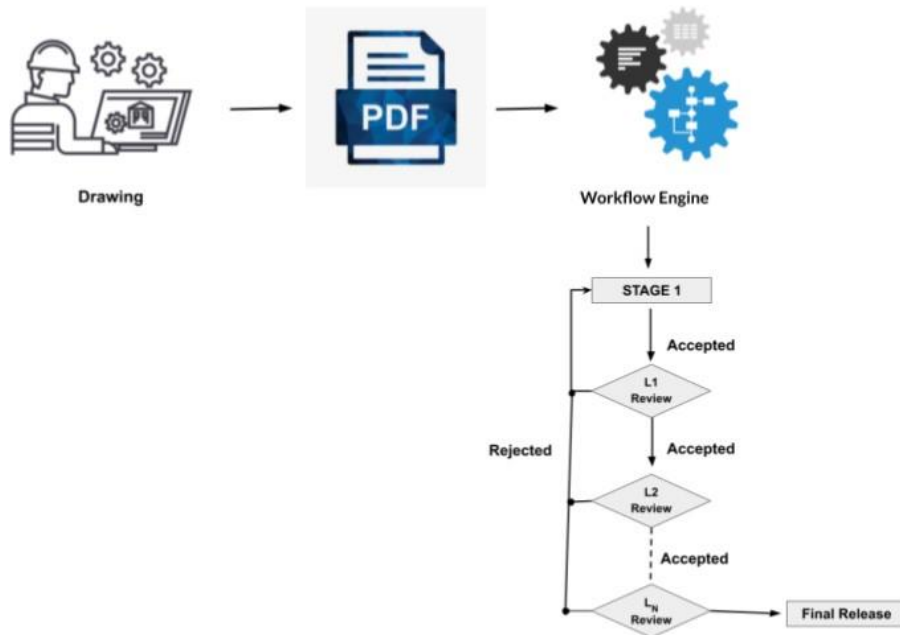 PDF
Drawing
Workflow Engine
STAGE 1
Accepted
L1
Review
Rejected
Accepted
L2
Review
Accepted
LN
Review
Final Release